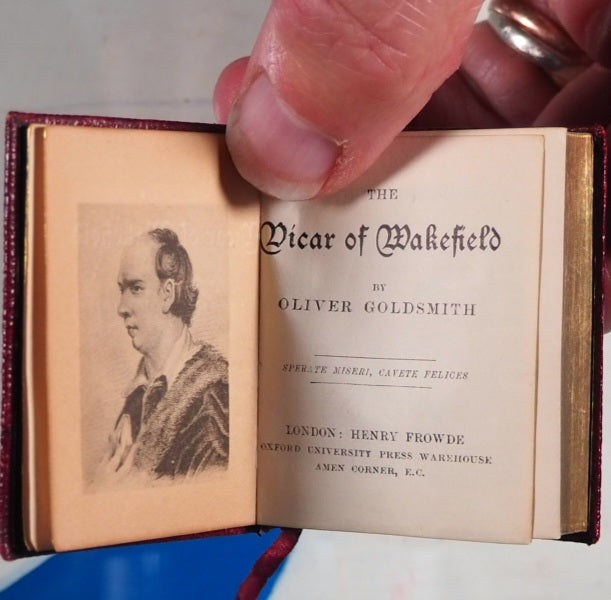 THE
Vicar of Wakefield
BY
OLIVER GOLDSMITH
SPERATE MISERI, CAVETE FELICES
LONDON: HENRY FROWDE
OXFORD UNIVERSITY PRESS WAREHOUSE
AMEN CORNER, E.C.